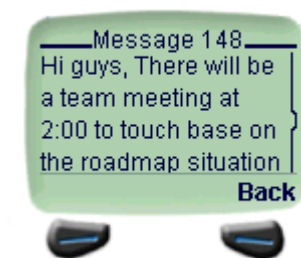 Message 148
Hi guys, There will be
a team meeting at
2:00 to touch base on
the roadmap situation
Back